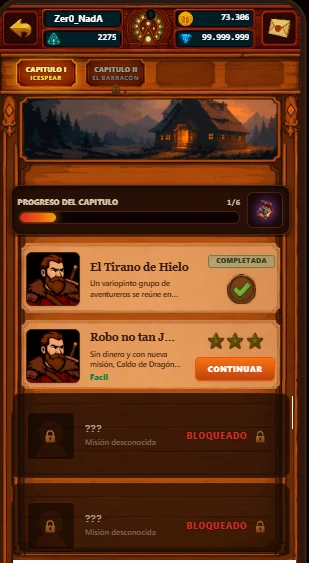 Zer0_NadA
73.306
2275
99.999.999
CAPITULO I
ICESPEAR
CAPITULO II
EL BARRACÓN
PROGRESO DEL CAPITULO
1/6
El Tirano de Hielo
Un variopinto grupo de
aventureros se reúne en...
COMPLETADA
Robo no tan J...
Sin dinero y con nueva
misión, Caldo de Dragón...
Facil
CONTINUAR
???
Misión desconocida
BLOQUEADO
???
Misión desconocida
BLOQUEADO